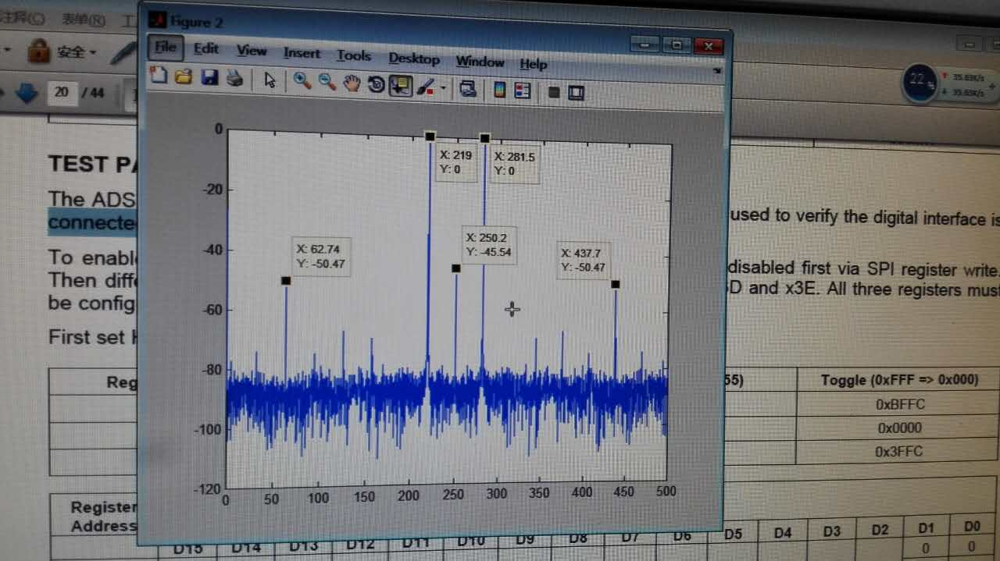 注释(C) 表单(R) 工
Figure 2
File Edit View Insert Tools Desktop Window Help
安全
20 / 44
22%
35.63K/s
35.63K/s
TEST PA
The ADS
used to verify the digital interface is
connecte
To enabl
disabled first via SPI register write.
Then diffe
3D and x3E. All three registers must
be config
First set H
0
-20
-40
-60
-80
-100
-120
0 50 100 150 200 250 300 350 400 450 500
X: 219
Y: 0
X: 281.5
Y: 0
X: 62.74
Y: -50.47
X: 250.2
Y: -45.54
X: 437.7
Y: -50.47
Reg
55)
Toggle (0xFFF => 0x000)
0xBFFC
0x0000
0x3FFC
Register
Address
D15 D14 D13 D12 D11 D10 D9 D8 D7 D6 D5 D4 D3 D2 D1 D0
0 0